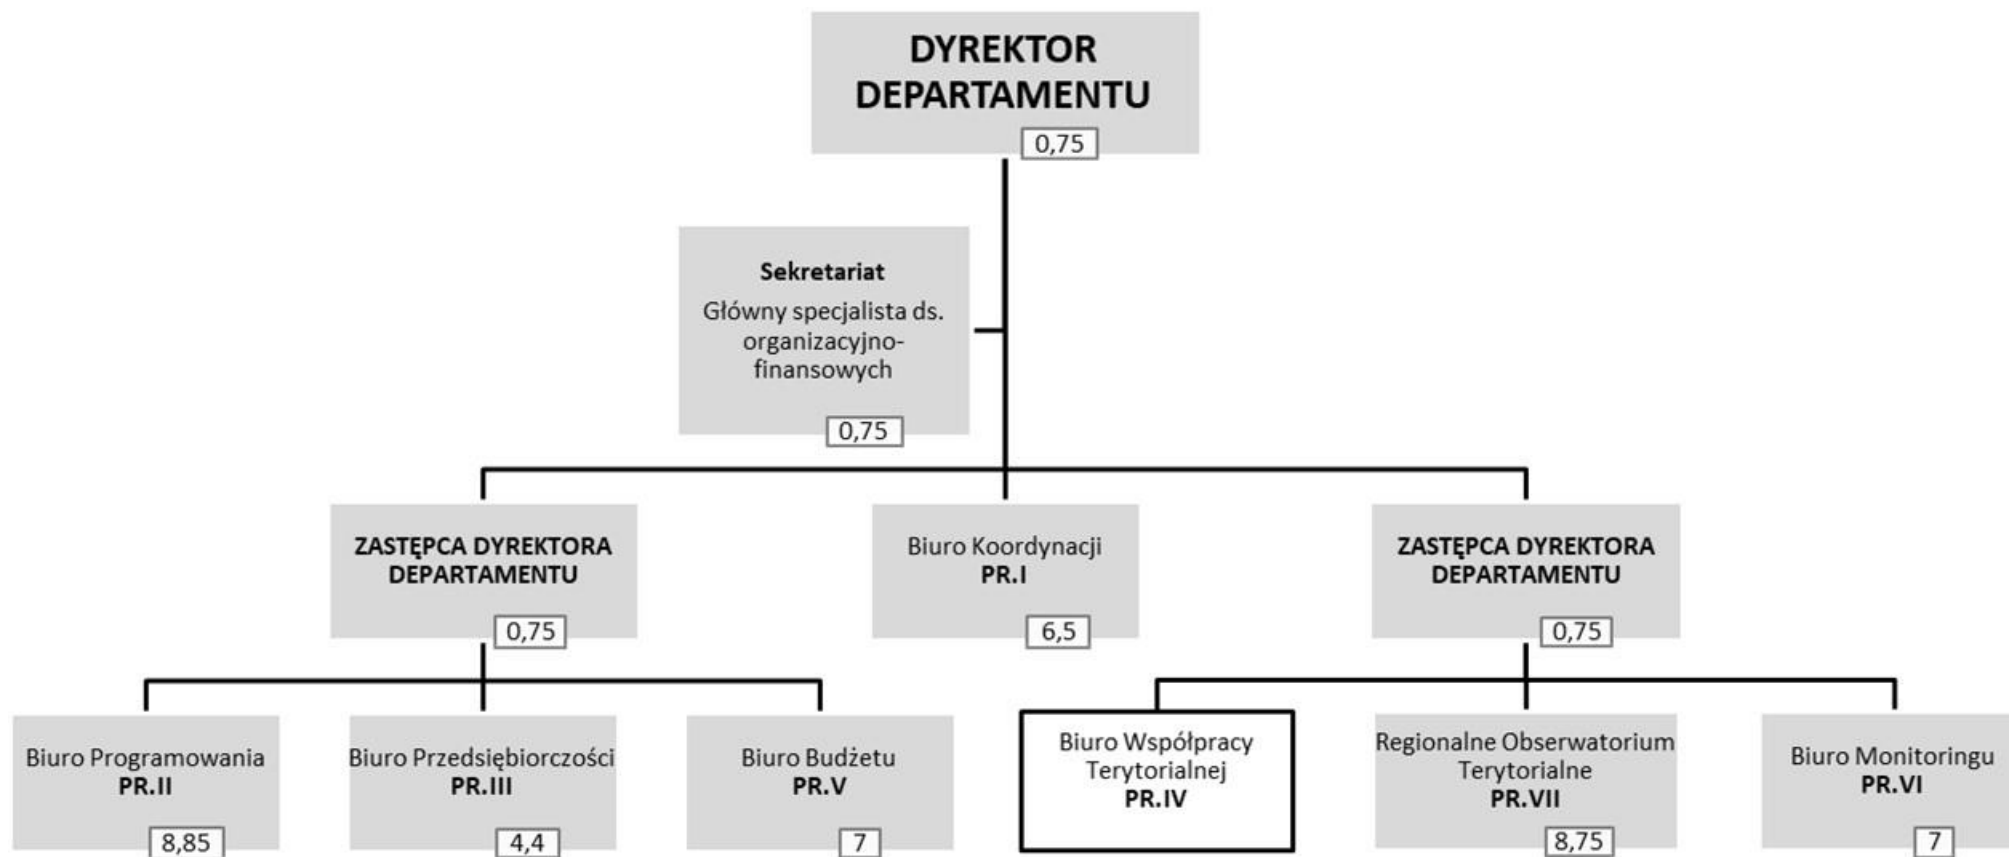 DYREKTOR
DEPARTAMENTU
0,75
Sekretariat
Główny specjalista ds.
organizacyjno-
finansowych
0,75
ZASTĘPCA DYREKTORA
DEPARTAMENTU
0,75
Biuro Koordynacji
PR.I
6,5
ZASTĘPCA DYREKTORA
DEPARTAMENTU
0,75
Biuro Programowania
PR.II
8,85
Biuro Przedsiębiorczości
PR.III
4,4
Biuro Budżetu
PR.V
7
Biuro Współpracy
Terytorialnej
PR.IV
Regionalne Obserwatorium
Terytorialne
PR.VII
8,75
Biuro Monitoringu
PR.VI
7